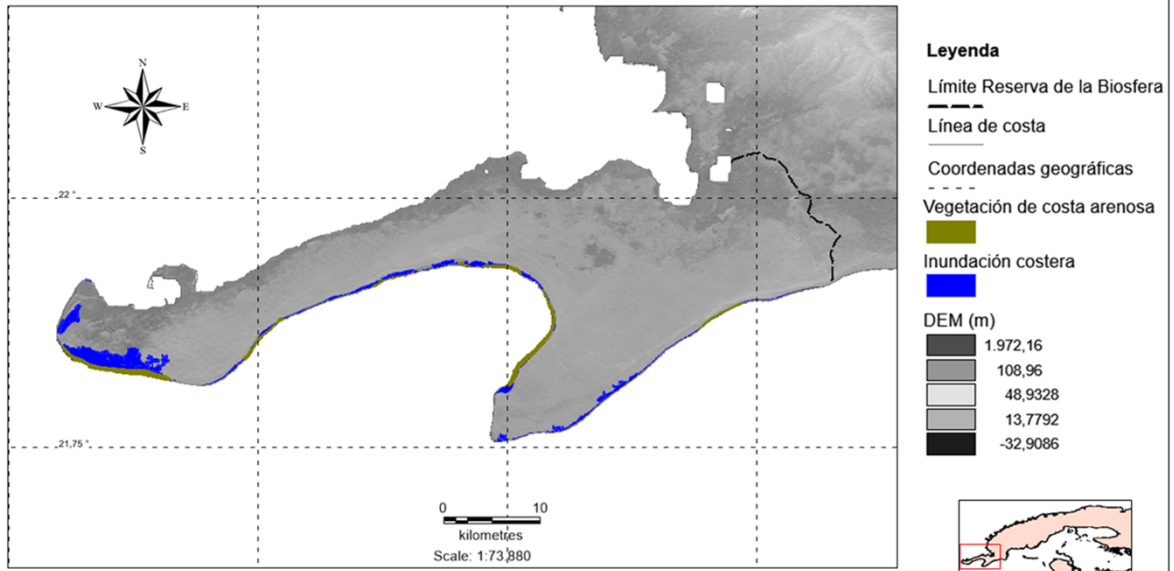 N
W E
S
22 °
21,75 °
0 10
kilometres
Scale: 1:73,880
Leyenda
Límite Reserva de la Biosfera
Línea de costa
Coordenadas geográficas
Vegetación de costa arenosa
Inundación costera
DEM (m)
1.972,16
108,96
48,9328
13,7792
-32,9086